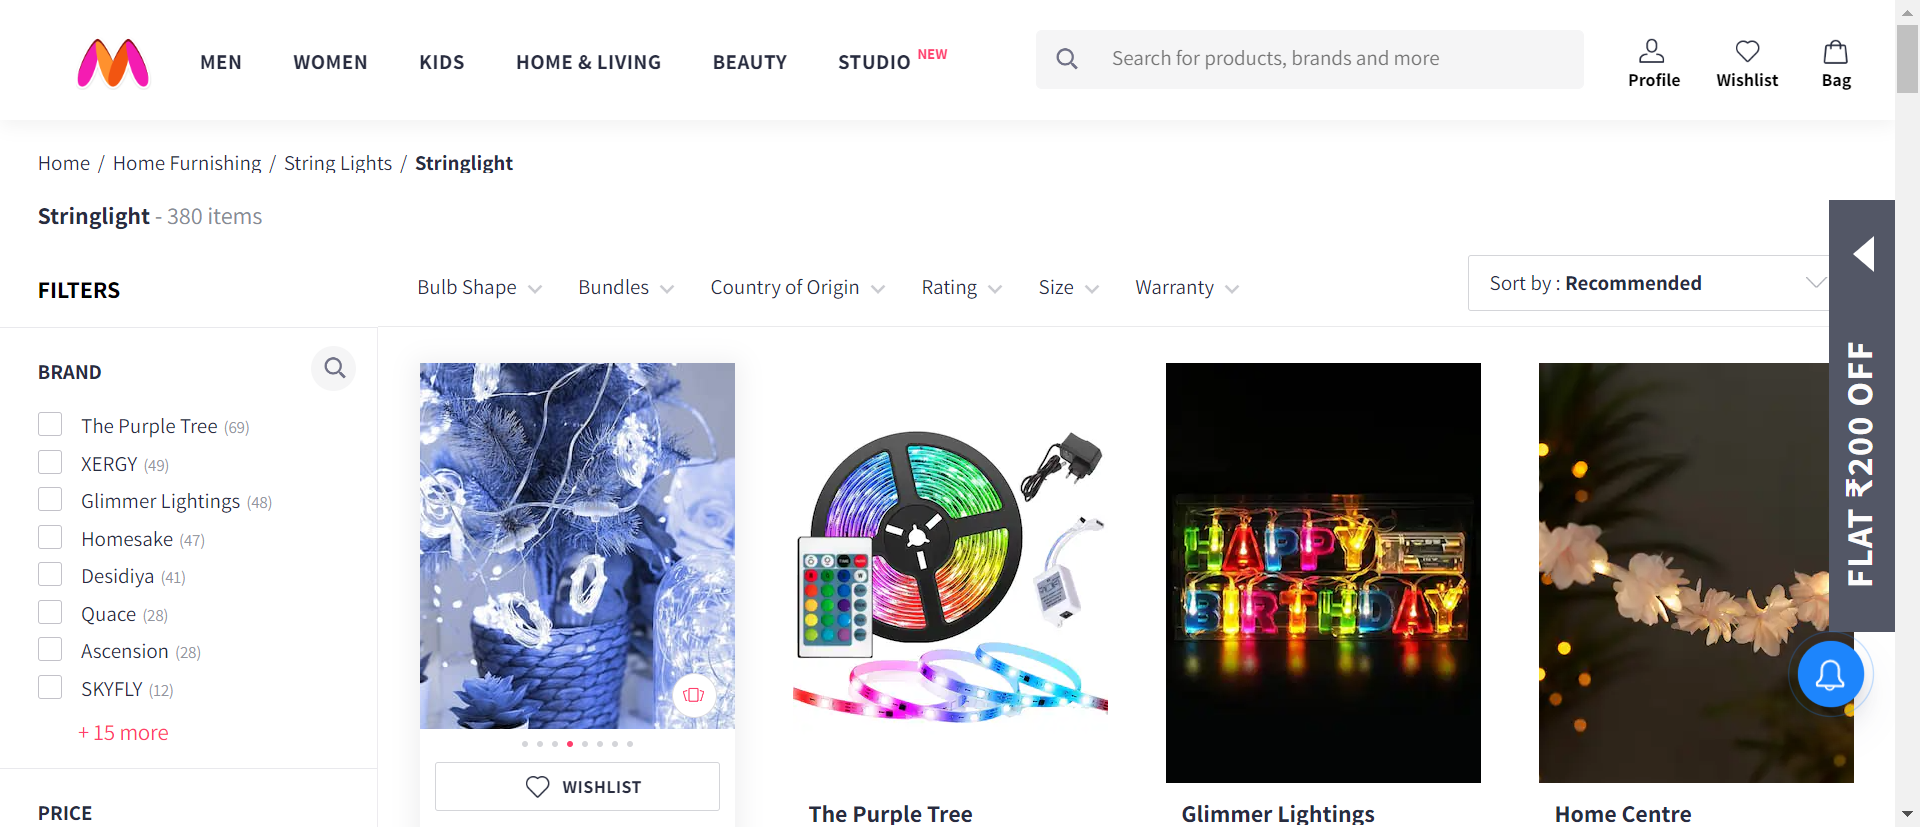 MEN WOMEN KIDS HOME & LIVING BEAUTY STUDIO NEW
Search for products, brands and more
Profile Wishlist Bag
Home / Home Furnishing / String Lights / Stringlight
Stringlight - 380 items
FILTERS
Bulb Shape Bundles Country of Origin Rating Size Warranty
Sort by : Recommended
FLAT ₹200 OFF
BRAND
The Purple Tree (69)
XERGY (49)
Glimmer Lightings (48)
Homesake (47)
Desidiya (41)
Quace (28)
Ascension (28)
SKYFLY (12)
+ 15 more
PRICE
WISHLIST
The Purple Tree
HAPPY
BIRTHDAY
Glimmer Lightings
Home Centre